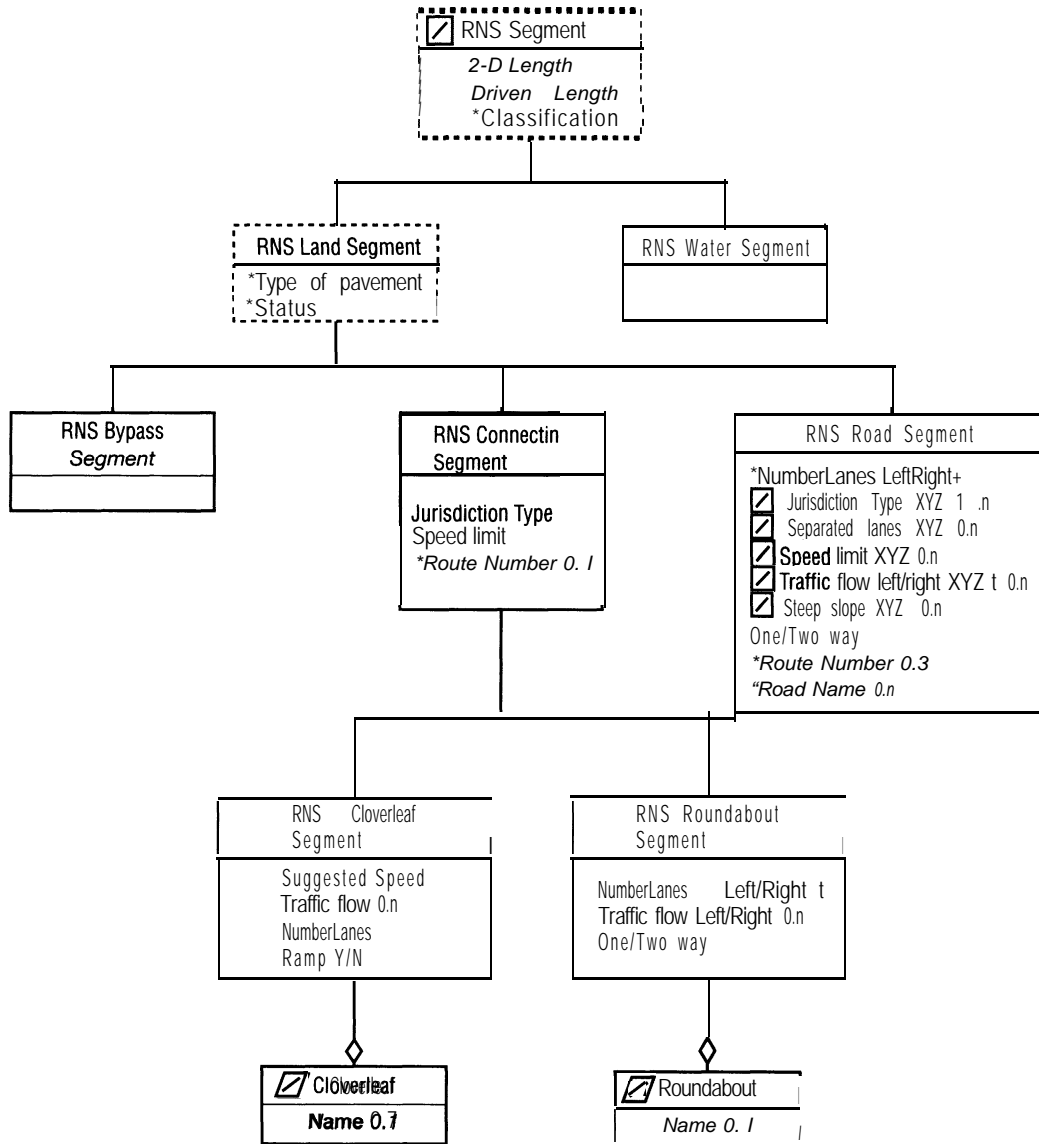 RNS Segment
2-D Length
Driven Length
*Classification
RNS Land Segment
*Type of pavement
*Status
RNS Water Segment
RNS Bypass
Segment
RNS Connectin
Segment
Jurisdiction Type
Speed limit
*Route Number 0. I
RNS Road Segment
*NumberLanes LeftRight+
Jurisdiction Type XYZ 1 .n
Separated lanes XYZ 0.n
Speed limit XYZ 0.n
Traffic flow left/right XYZ t 0.n
Steep slope XYZ 0.n
One/Two way
*Route Number 0.3
“Road Name 0.n
RNS Cloverleaf
Segment
Suggested Speed
Traffic flow 0.n
NumberLanes
Ramp Y/N
RNS Roundabout
Segment
NumberLanes Left/Right t
Traffic flow Left/Right 0.n
One/Two way
Cloverleaf
Name
Roundabout
Name 0. I